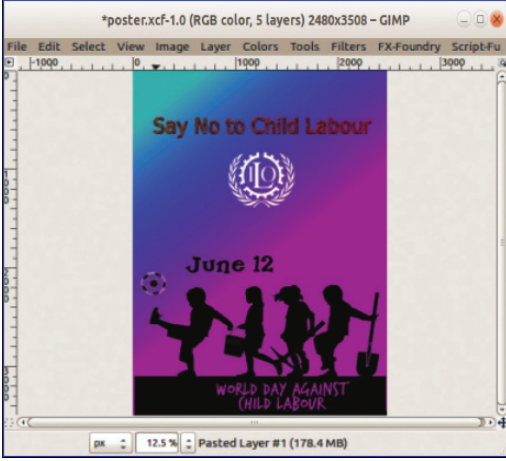 *poster.xcf-1.0 (RGB color, 5 layers) 2480x3508 – GIMP
File Edit Select View Image Layer Colors Tools Filters FX-Foundry Script-Fu
-1000 0 1000 2000 3000
Say No to Child Labour
ILO
June 12
WORLD DAY AGAINST
CHILD LABOUR
px 12.5 % Pasted Layer #1 (178.4 MB)